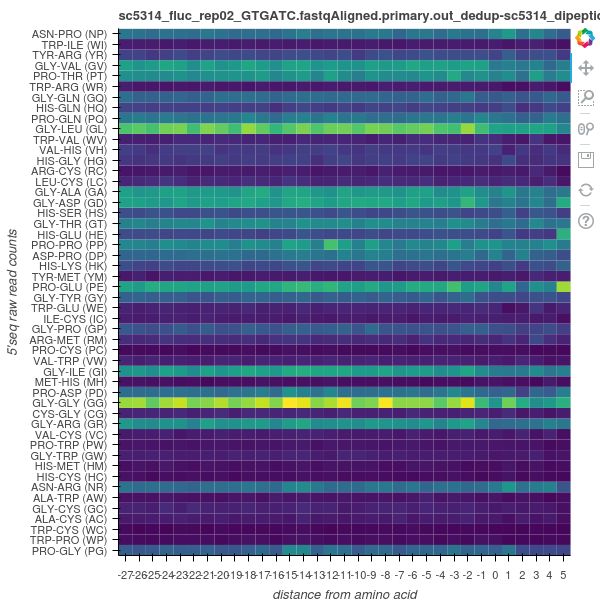 sc5314_fluc_rep02_GTGATC.fastqAligned.primary.out_dedup-sc5314_dipeptic
ASN-PRO (NP)
TRP-ILE (WI)
TYR-ARG (YR)
GLY-VAL (GV)
PRO-THR (PT)
TRP-ARG (WR)
GLY-GLN (GQ)
HIS-GLN (HQ)
PRO-GLN (PQ)
GLY-LEU (GL)
TRP-VAL (WV)
VAL-HIS (VH)
HIS-GLY (HG)
ARG-CYS (RC)
LEU-CYS (LC)
GLY-ALA (GA)
GLY-ASP (GD)
HIS-SER (HS)
GLY-THR (GT)
HIS-GLU (HE)
PRO-PRO (PP)
ASP-PRO (DP)
HIS-LYS (HK)
TYR-MET (YM)
PRO-GLU (PE)
GLY-TYR (GY)
TRP-GLU (WE)
ILE-CYS (IC)
GLY-PRO (GP)
ARG-MET (RM)
PRO-CYS (PC)
VAL-TRP (VW)
GLY-ILE (GI)
MET-HIS (MH)
PRO-ASP (PD)
GLY-GLY (GG)
CYS-GLY (CG)
GLY-ARG (GR)
VAL-CYS (VC)
PRO-TRP (PW)
GLY-TRP (GW)
HIS-MET (HM)
HIS-CYS (HC)
ASN-ARG (NR)
ALA-TRP (AW)
GLY-CYS (GC)
ALA-CYS (AC)
TRP-CYS (WC)
TRP-PRO (WP)
PRO-GLY (PG)
5'seq raw read counts
-27-26-25-24-23-22-21-20-19-18-17-16-15-14-13-12-11-10 -9 -8 -7 -6 -5 -4 -3 -2 -1 0 1 2 3 4 5
distance from amino acid